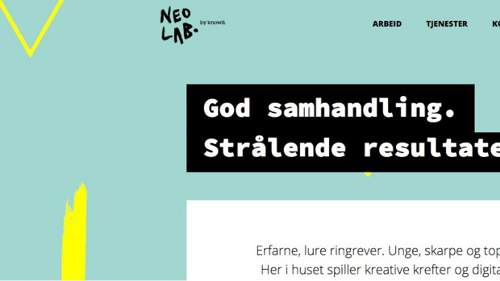 NEO
LAB.
by knowit
ARBEID TJENESTER
God samhandling.
Strålende resultate
Erfarne, lure ringrever. Unge, skarpe og top
Her i huset spiller kreative krefter og digita